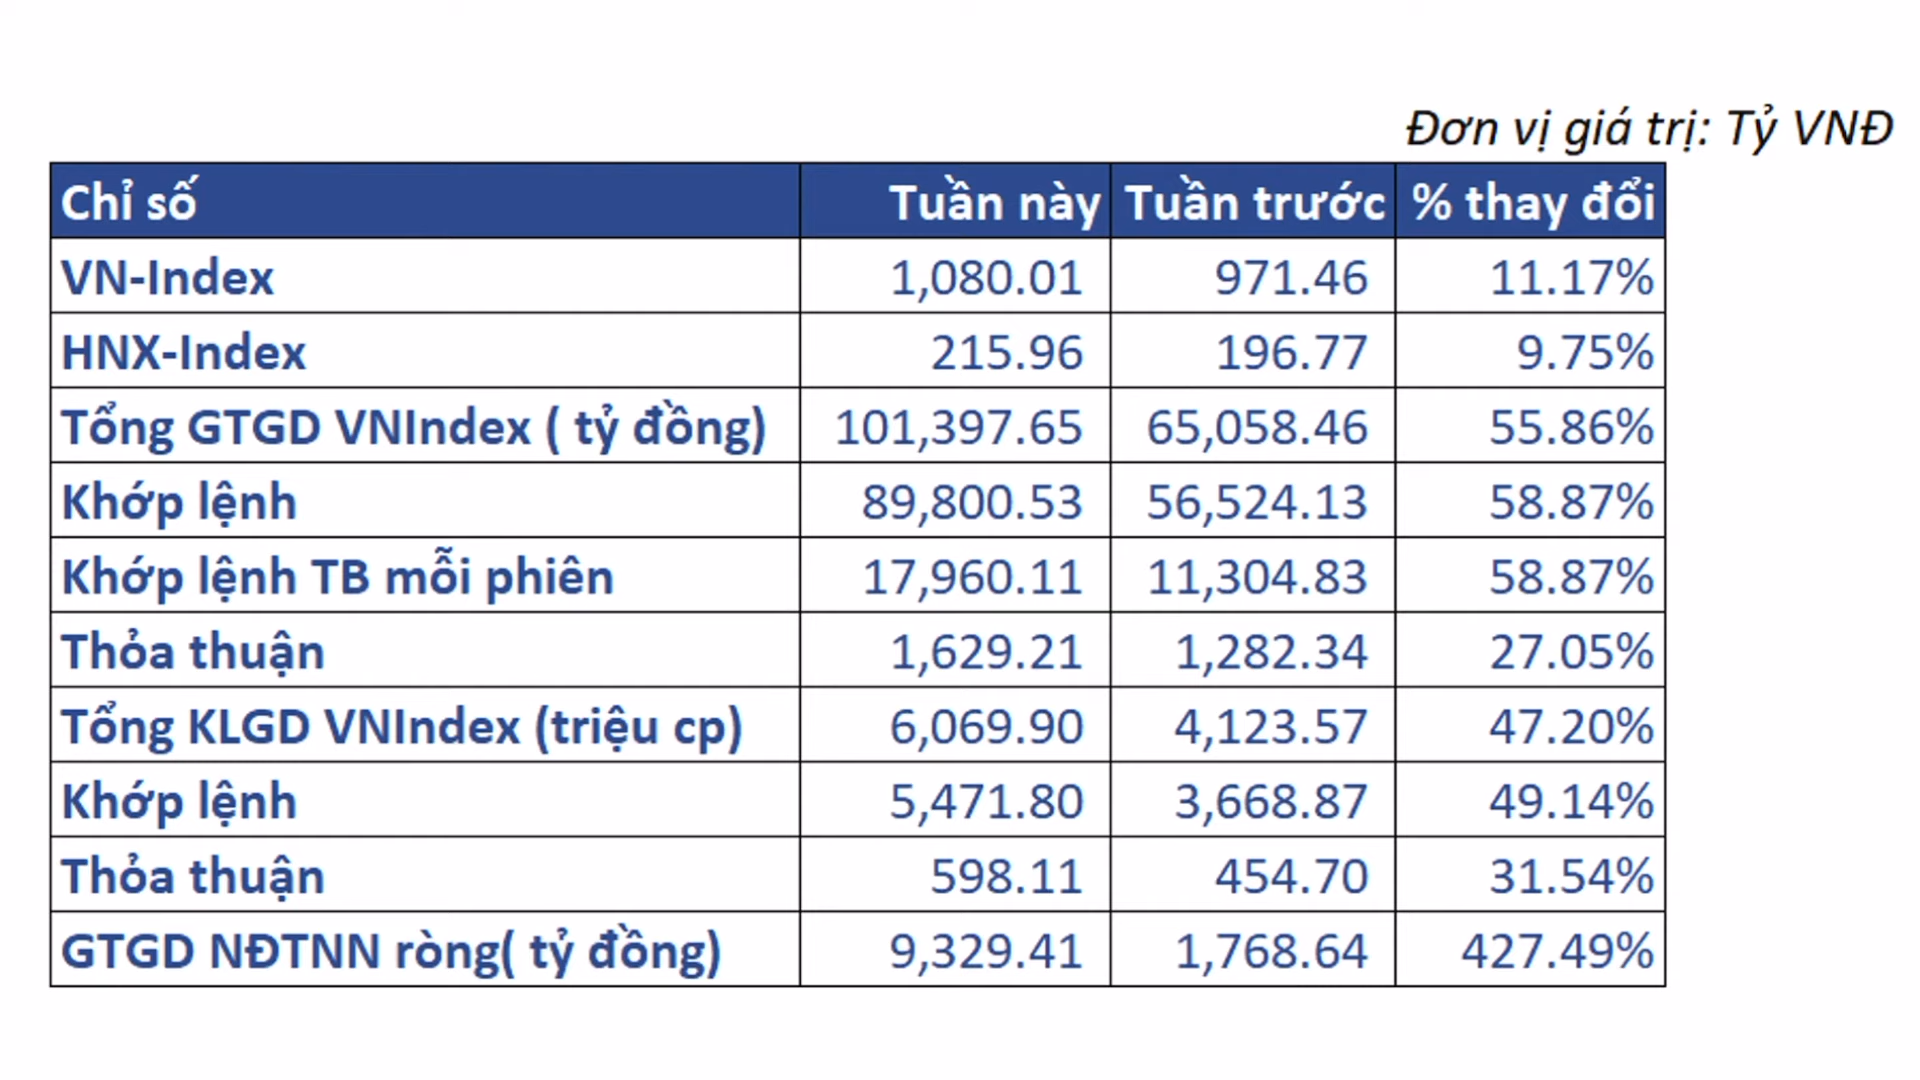 Đơn vị giá trị: Tỷ VNĐ
Chỉ số Tuần này Tuần trước % thay đổi
VN-Index 1,080.01 971.46 11.17%
HNX-Index 215.96 196.77 9.75%
Tổng GTGD VNIndex ( tỷ đồng) 101,397.65 65,058.46 55.86%
Khớp lệnh 89,800.53 56,524.13 58.87%
Khớp lệnh TB mỗi phiên 17,960.11 11,304.83 58.87%
Thỏa thuận 1,629.21 1,282.34 27.05%
Tổng KLGD VNIndex (triệu cp) 6,069.90 4,123.57 47.20%
Khớp lệnh 5,471.80 3,668.87 49.14%
Thỏa thuận 598.11 454.70 31.54%
GTGD NĐTNN ròng( tỷ đồng) 9,329.41 1,768.64 427.49%